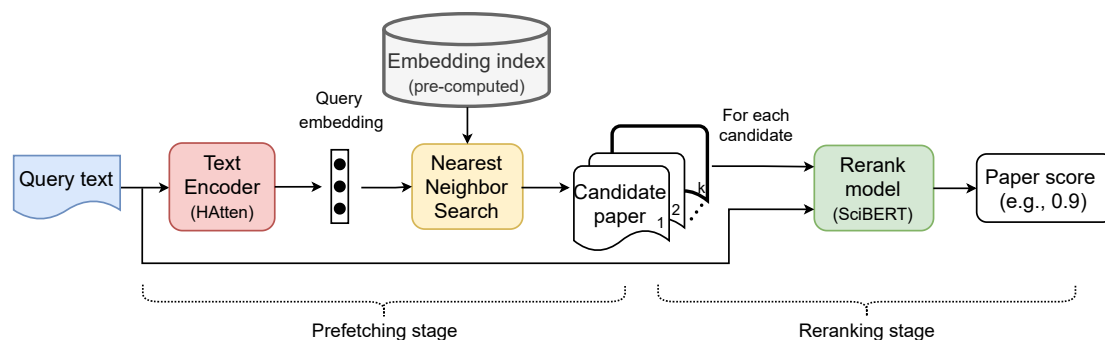 Embedding index
(pre-computed)
Query
embedding
For each
candidate
Query text
Text
Encoder
(HAtten)
Nearest
Neighbor
Search
Candidate
paper
1
2
k
Rerank
model
(SciBERT)
Paper score
(e.g., 0.9)
Prefetching stage
Reranking stage